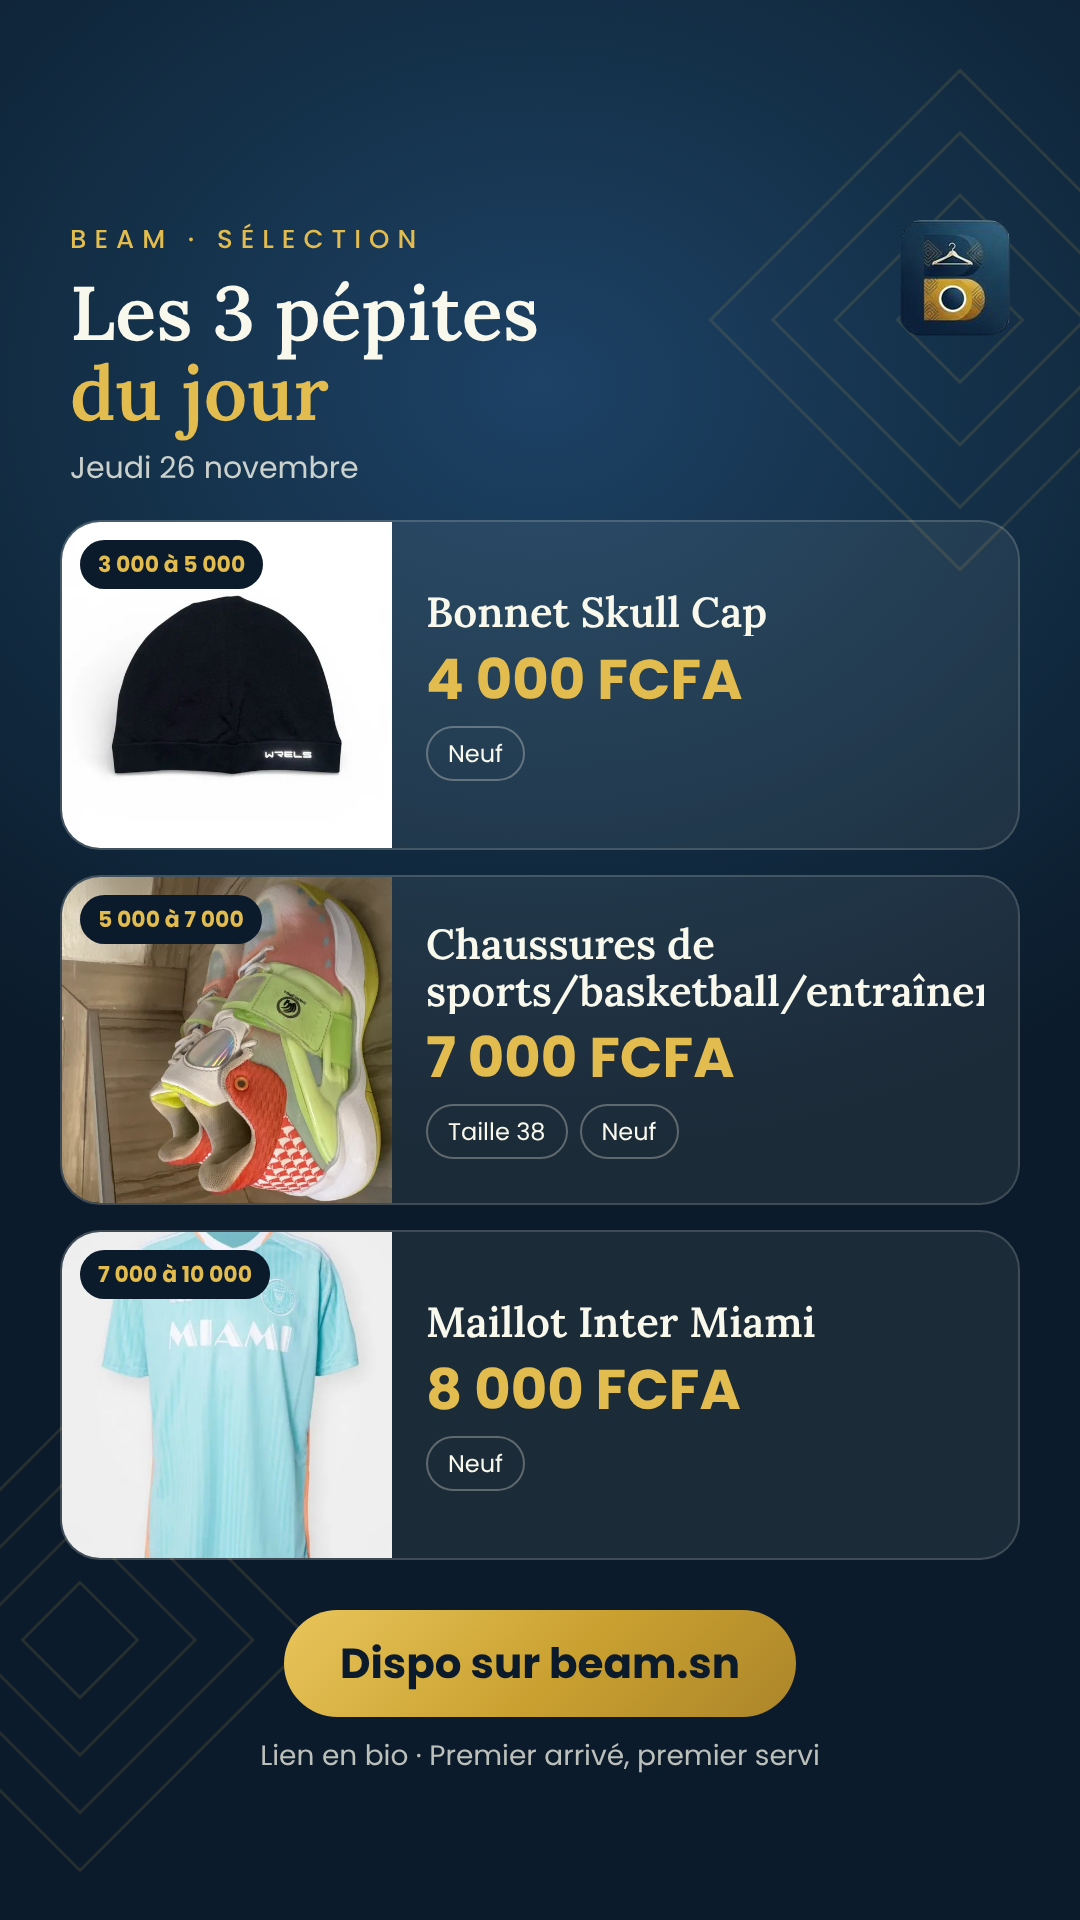 BEAM · SÉLECTION
Les 3 pépites
du jour
Jeudi 26 novembre
3 000 à 5 000
WRELS
Bonnet Skull Cap
4 000 FCFA
Neuf
5 000 à 7 000
Chaussures de
sports/basketball/entraîner
7 000 FCFA
Taille 38
Neuf
7 000 à 10 000
MIAMI
Maillot Inter Miami
8 000 FCFA
Neuf
Dispo sur beam.sn
Lien en bio · Premier arrivé, premier servi